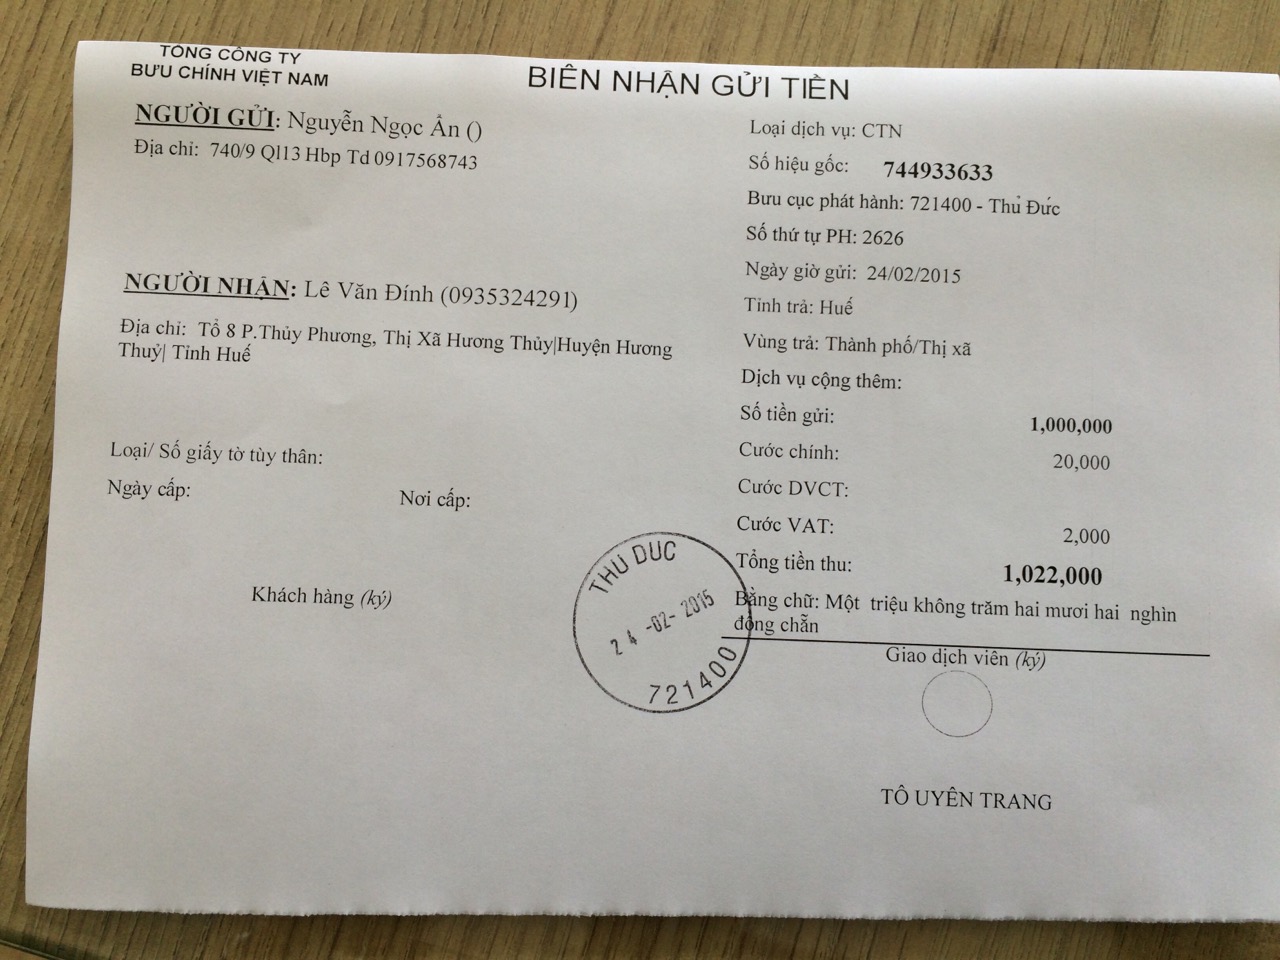 TỔNG CÔNG TY
BƯU CHÍNH VIỆT NAM
BIÊN NHẬN GỬI TIỀN
NGƯỜI GỬI: Nguyễn Ngọc Ẩn ()
Địa chỉ: 740/9 Ql13 Hbp Td 0917568743
NGƯỜI NHẬN: Lê Văn Đính (0935324291)
Địa chỉ: Tổ 8 P.Thủy Phương, Thị Xã Hương Thủy|Huyện Hương
Thuỷ| Tỉnh Huế
Loại/ Số giấy tờ tùy thân:
Ngày cấp: Nơi cấp:
Khách hàng (ký)
Loại dịch vụ: CTN
Số hiệu gốc: 744933633
Bưu cục phát hành: 721400 - Thủ Đức
Số thứ tự PH: 2626
Ngày giờ gửi: 24/02/2015
Tỉnh trả: Huế
Vùng trả: Thành phố/Thị xã
Dịch vụ cộng thêm:
Số tiền gửi: 1,000,000
Cước chính: 20,000
Cước DVCT:
Cước VAT: 2,000
Tổng tiền thu: 1,022,000
Bằng chữ: Một triệu không trăm hai mươi hai nghìn
đồng chẵn
Giao dịch viên (ký)
TÔ UYÊN TRANG
THU DUC
24 -02- 2015
721400